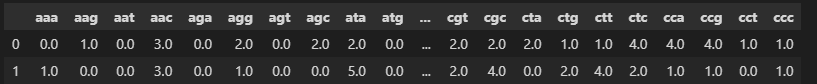 aaa aag aat aac aga agg agt agc ata atg ... cgt cgc cta ctg ctt ctc cca ccg cct ccc
0 0.0 1.0 0.0 3.0 0.0 2.0 0.0 2.0 2.0 0.0 ... 2.0 2.0 2.0 1.0 1.0 4.0 4.0 4.0 1.0 1.0
1 1.0 0.0 0.0 3.0 0.0 1.0 0.0 0.0 5.0 0.0 ... 2.0 4.0 0.0 2.0 4.0 2.0 1.0 1.0 0.0 1.0